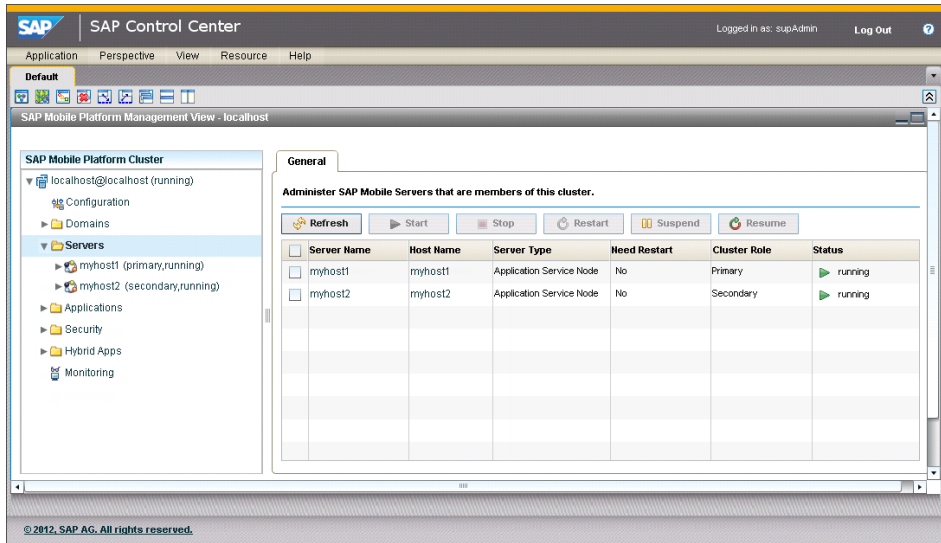 SAP SAP Control Center Logged in as: supAdmin Log Out ?
Application Perspective View Resource Help
Default
SAP Mobile Platform Management View - localhost
SAP Mobile Platform Cluster
localhost@localhost (running)
Configuration
Domains
Servers
myhost1 (primary,running)
myhost2 (secondary,running)
Applications
Security
Hybrid Apps
Monitoring
General
Administer SAP Mobile Servers that are members of this cluster.
Refresh Start Stop Restart Suspend Resume
Server Name Host Name Server Type Need Restart Cluster Role Status
myhost1 myhost1 Application Service Node No Primary running
myhost2 myhost2 Application Service Node No Secondary running
© 2012, SAP AG. All rights reserved.